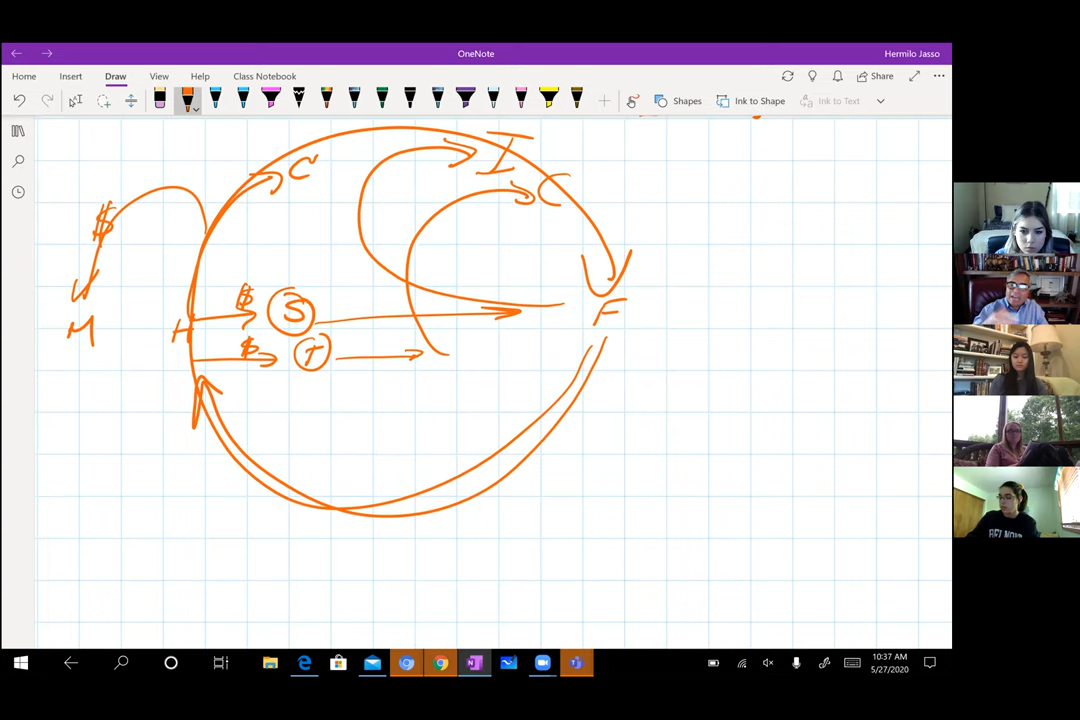 OneNote
Hermilo Jasso
Home Insert Draw View Help Class Notebook
Share
Shapes Ink to Shape Ink to Text
I
C C
$
F
$ S
M H
$ T
BELMONT
10:37 AM
5/27/2020